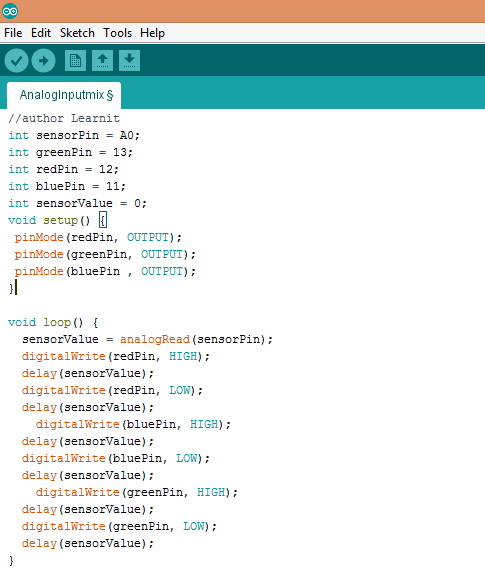 File Edit Sketch Tools Help
AnalogInputmix §
//author Learnit
int sensorPin = A0;
int greenPin = 13;
int redPin = 12;
int bluePin = 11;
int sensorValue = 0;
void setup() {
 pinMode(redPin, OUTPUT);
 pinMode(greenPin, OUTPUT);
 pinMode(bluePin , OUTPUT);
}
void loop() {
  sensorValue = analogRead(sensorPin);
  digitalWrite(redPin, HIGH);
  delay(sensorValue);
  digitalWrite(redPin, LOW);
  delay(sensorValue);
    digitalWrite(bluePin, HIGH);
  delay(sensorValue);
  digitalWrite(bluePin, LOW);
  delay(sensorValue);
    digitalWrite(greenPin, HIGH);
  delay(sensorValue);
  digitalWrite(greenPin, LOW);
  delay(sensorValue);
}